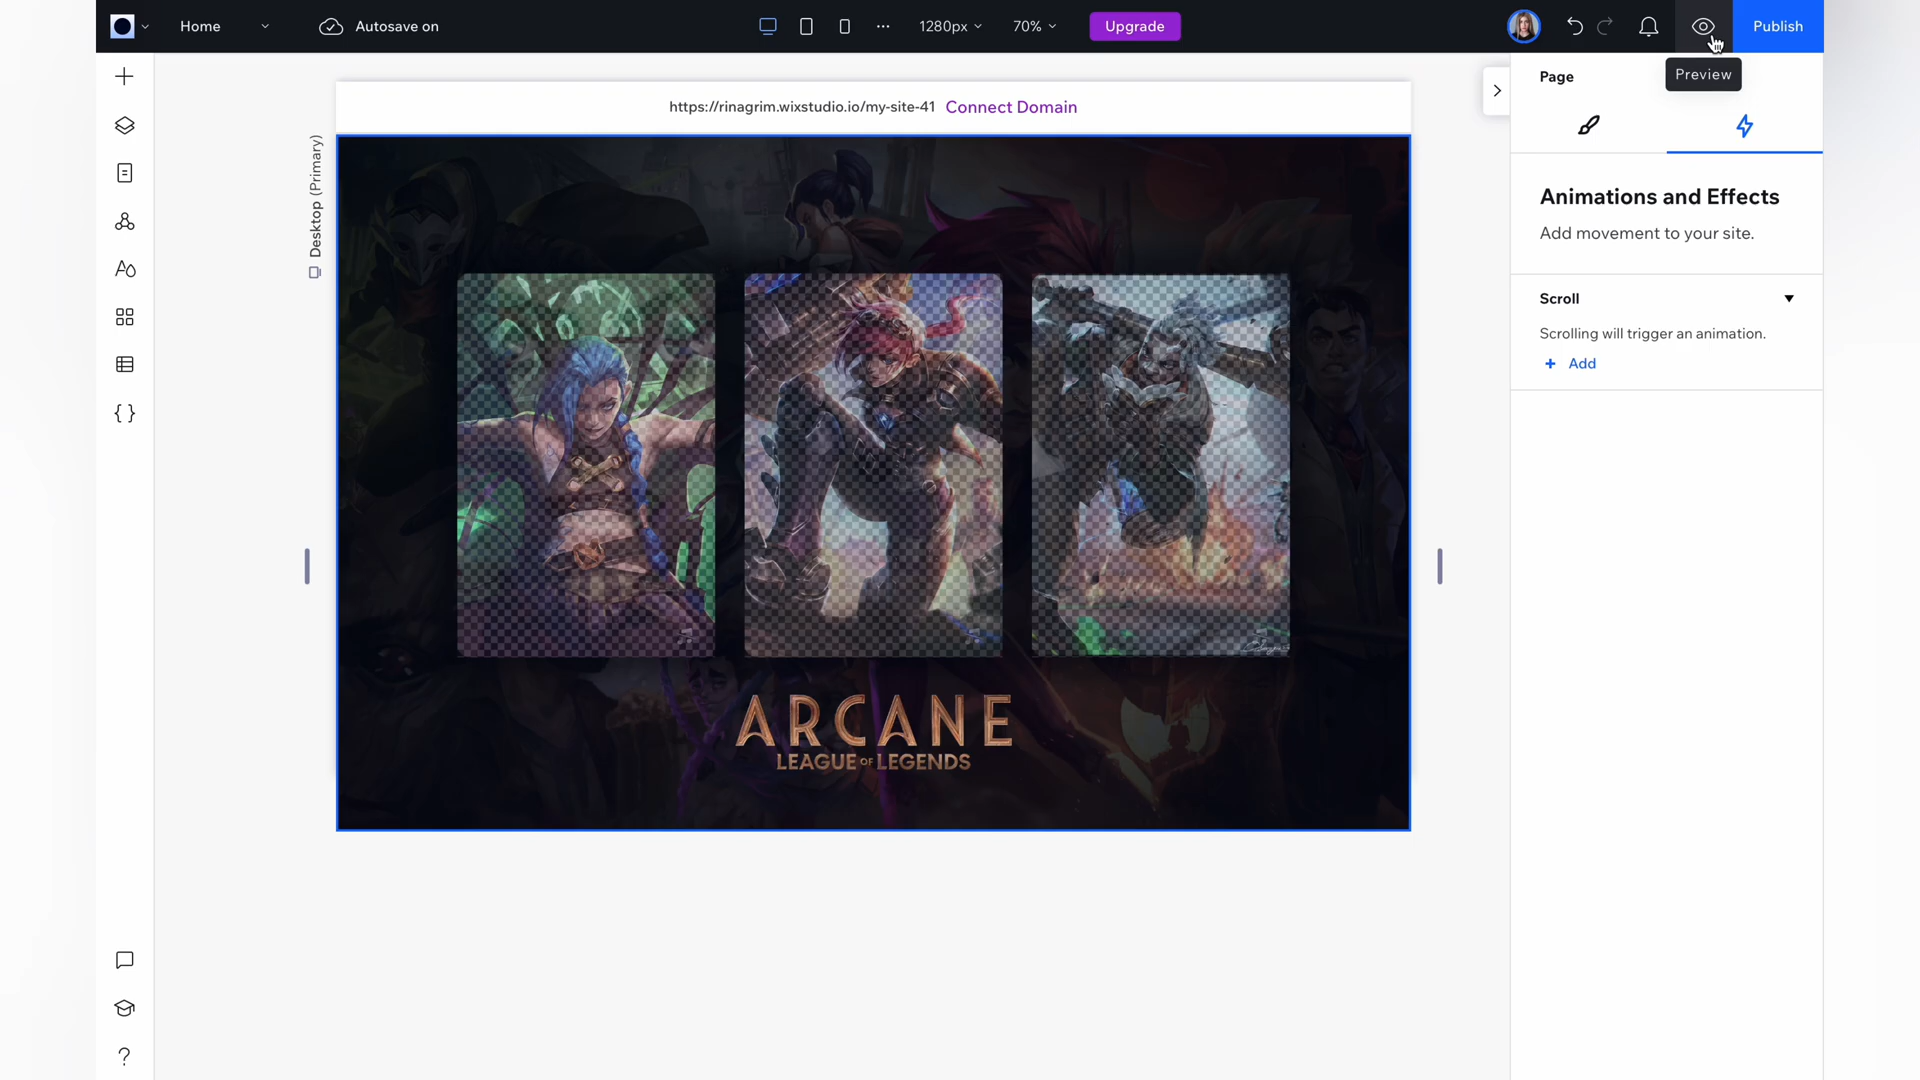 Home
Autosave on
1280px
70%
Upgrade
Publish
Preview
Page
https://rinagrim.wixstudio.io/my-site-41 Connect Domain
Desktop (Primary)
Animations and Effects
Add movement to your site.
Scroll
Scrolling will trigger an animation.
+ Add
ARCANE
LEAGUE OF LEGENDS